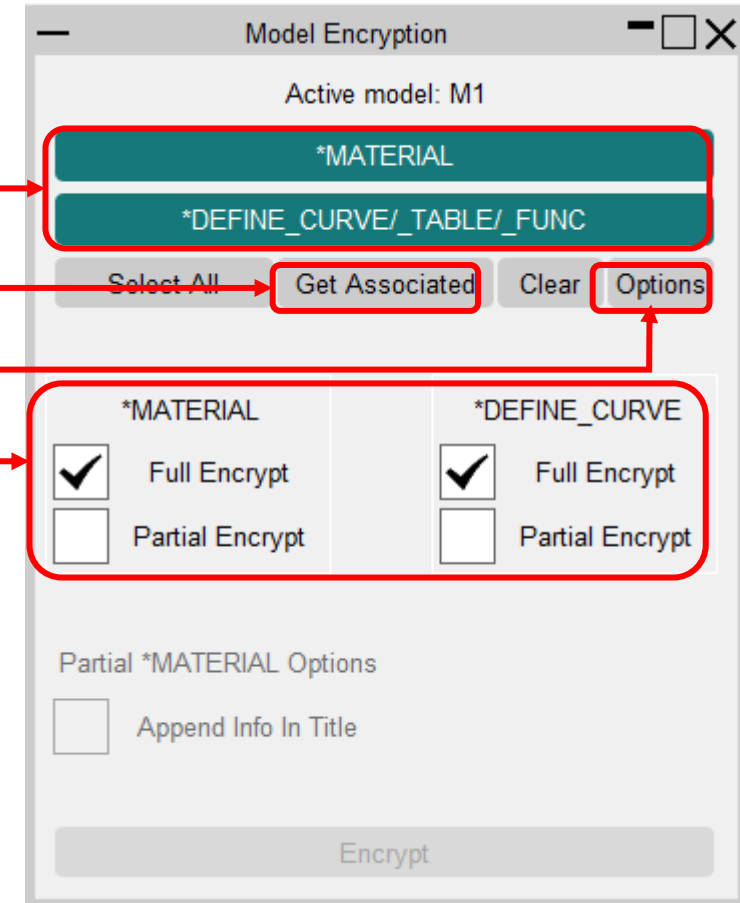 Model Encryption
Active model: M1
*MATERIAL
*DEFINE_CURVE/_TABLE/_FUNC
Select All Get Associated Clear Options
*MATERIAL *DEFINE_CURVE
Full Encrypt Full Encrypt
Partial Encrypt Partial Encrypt
Partial *MATERIAL Options
Append Info In Title
Encrypt